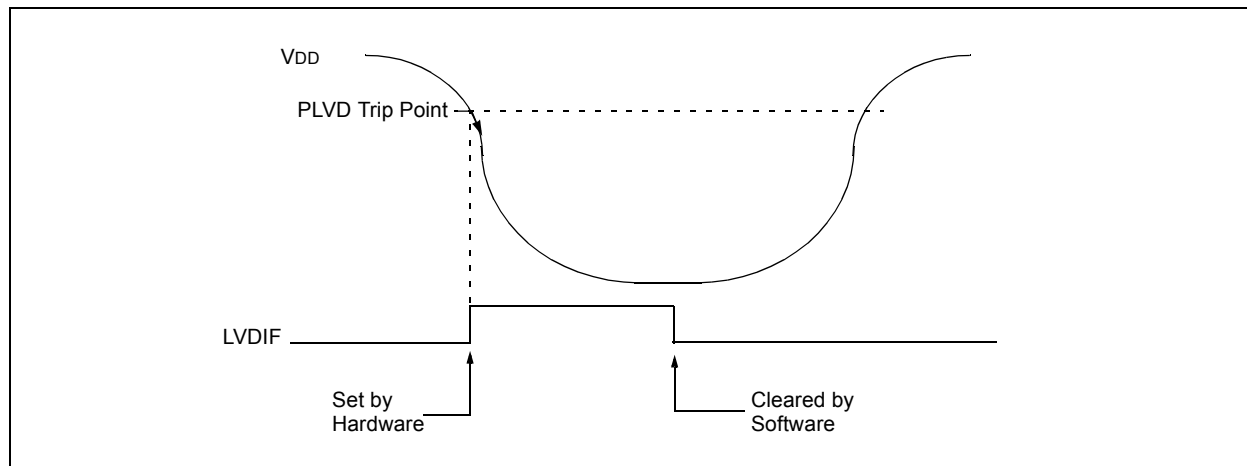 VDD
PLVD Trip Point
LVDIF
Set by
Hardware
Cleared by
Software